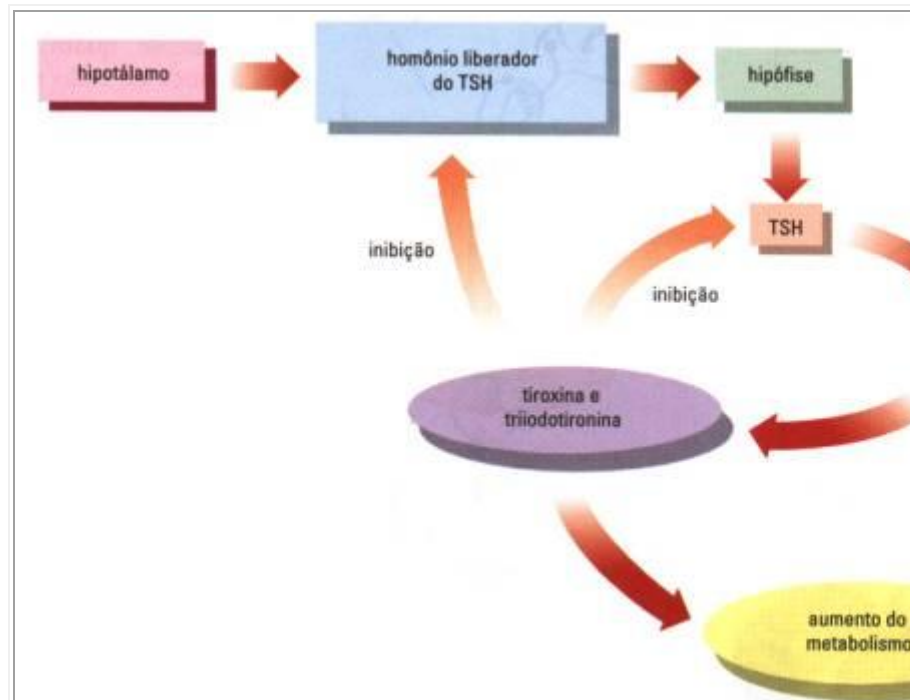 hipotálamo
homônio liberador
do TSH
hipófise
TSH
inibição
inibição
tiroxina e
triiodotironina
aumento do
metabolismo